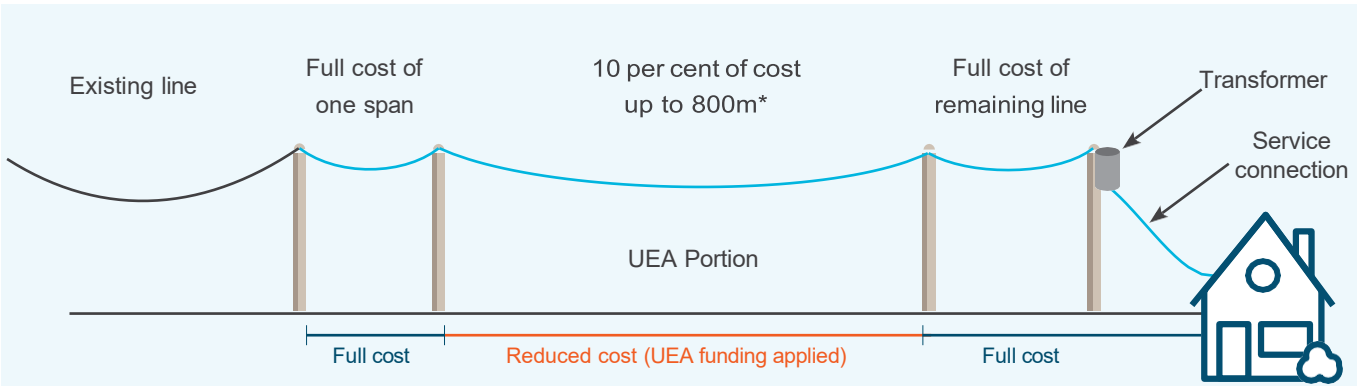 Existing line
Full cost of
one span
10 per cent of cost
up to 800m*
Full cost of
remaining line
Transformer
Service
connection
UEA Portion
Full cost
Reduced cost (UEA funding applied)
Full cost